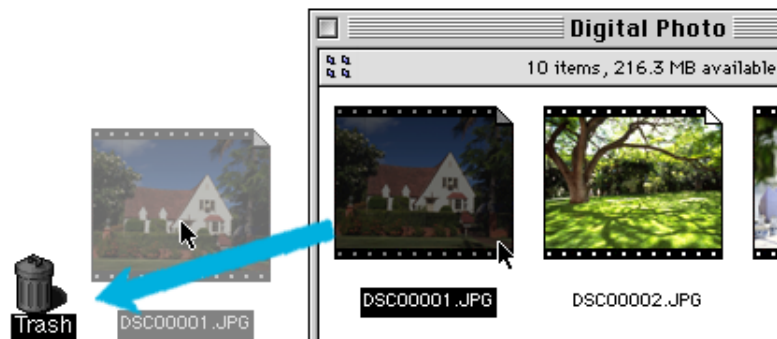 Digital Photo
10 items, 216.3 MB available
DSC00001.JPG
DSC00002.JPG
Trash
DSC00001.JPG